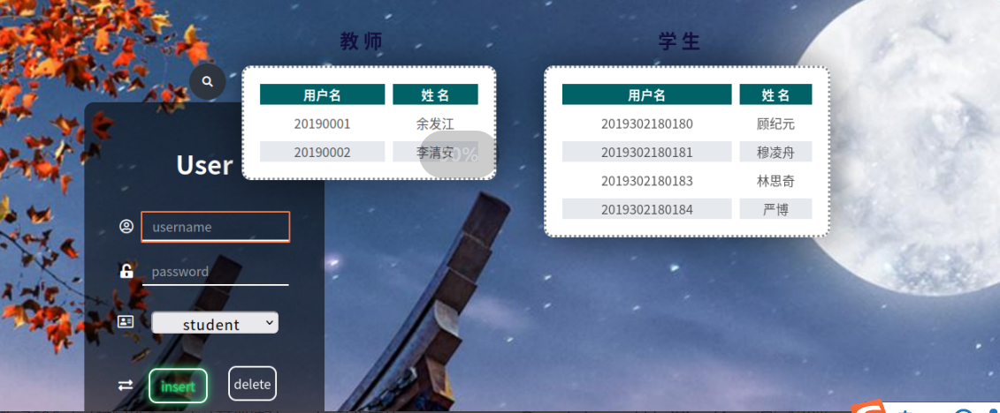 教 师
学 生
用户名 姓 名
20190001 余发江
20190002 李清安
用户名 姓 名
2019302180180 顾纪元
2019302180181 穆凌舟
2019302180183 林思奇
2019302180184 严博
User
username
password
student
insert delete